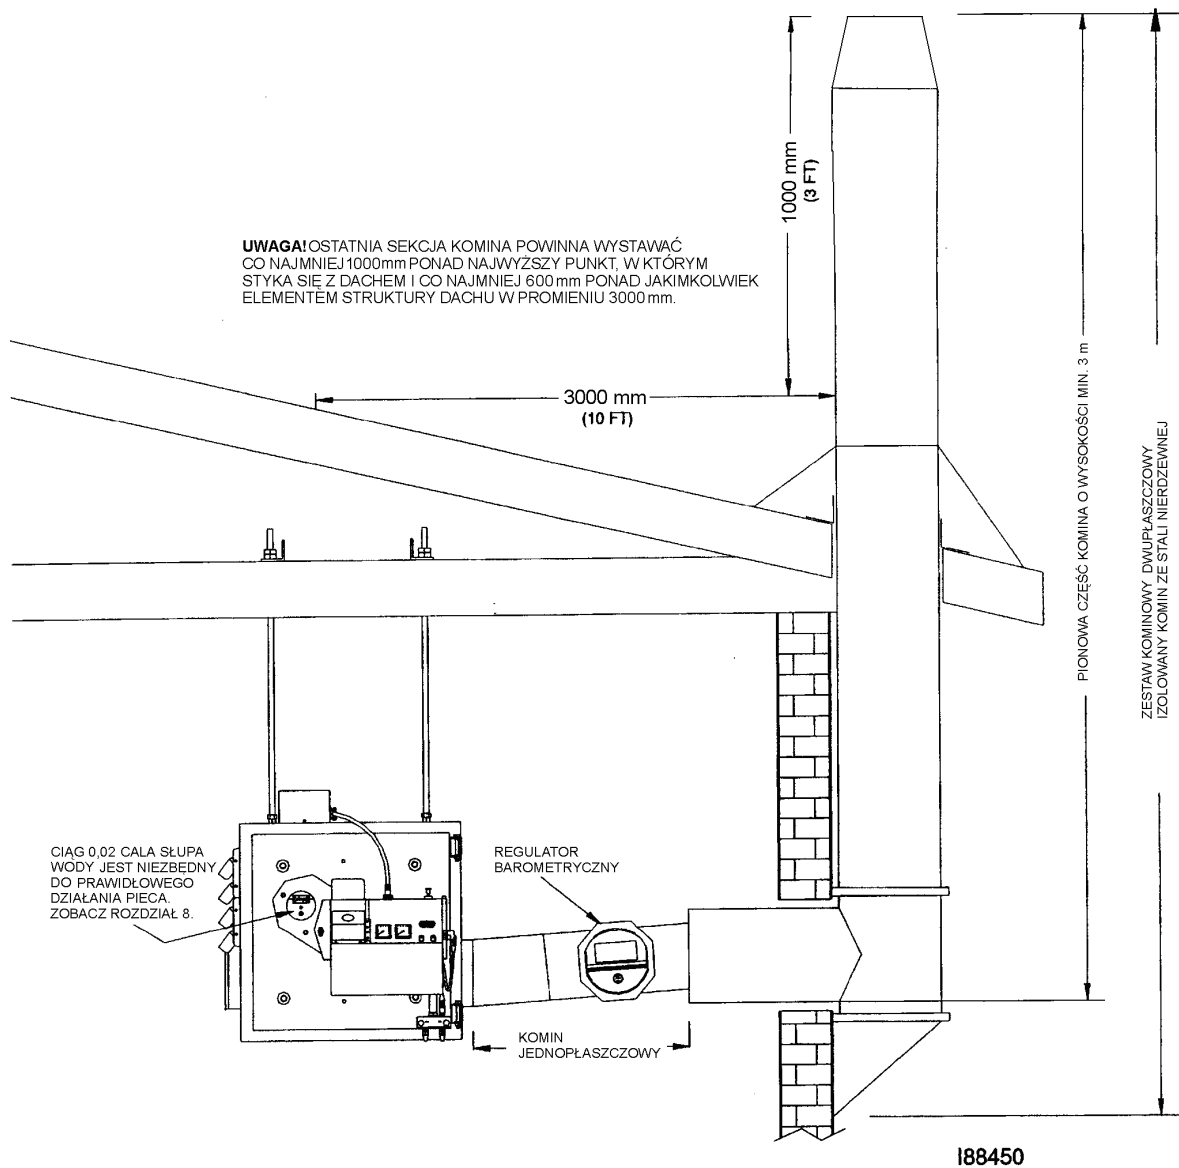 1000 mm
(3 FT)
UWAGA! OSTATNIA SEKCJA KOMINA POWINNA WYSTAWAĆ
CO NAJMNIEJ 1000mm PONAD NAJWYŻSZY PUNKT, W KTÓRYM
STYKA SIĘ Z DACHEM I CO NAJMNIEJ 600 mm PONAD JAKIMKOLWIEK
ELEMENTEM STRUKTURY DACHU W PROMIENIU 3000 mm.
3000 mm
(10 FT)
PIONOWA CZĘŚĆ KOMINA O WYSOKOŚCI MIN. 3 m
ZESTAW KOMINOWY DWUPŁASZCZOWY
IZOLOWANY KOMIN ZE STALI NIERDZEWNEJ
CIĄG 0,02 CALA SŁUPA
WODY JEST NIEZBĘDNY
DO PRAWIDŁOWEGO
DZIAŁANIA PIECA.
ZOBACZ ROZDZIAŁ 8.
REGULATOR
BAROMETRYCZNY
KOMIN
JEDNOPŁASZCZOWY
I88450